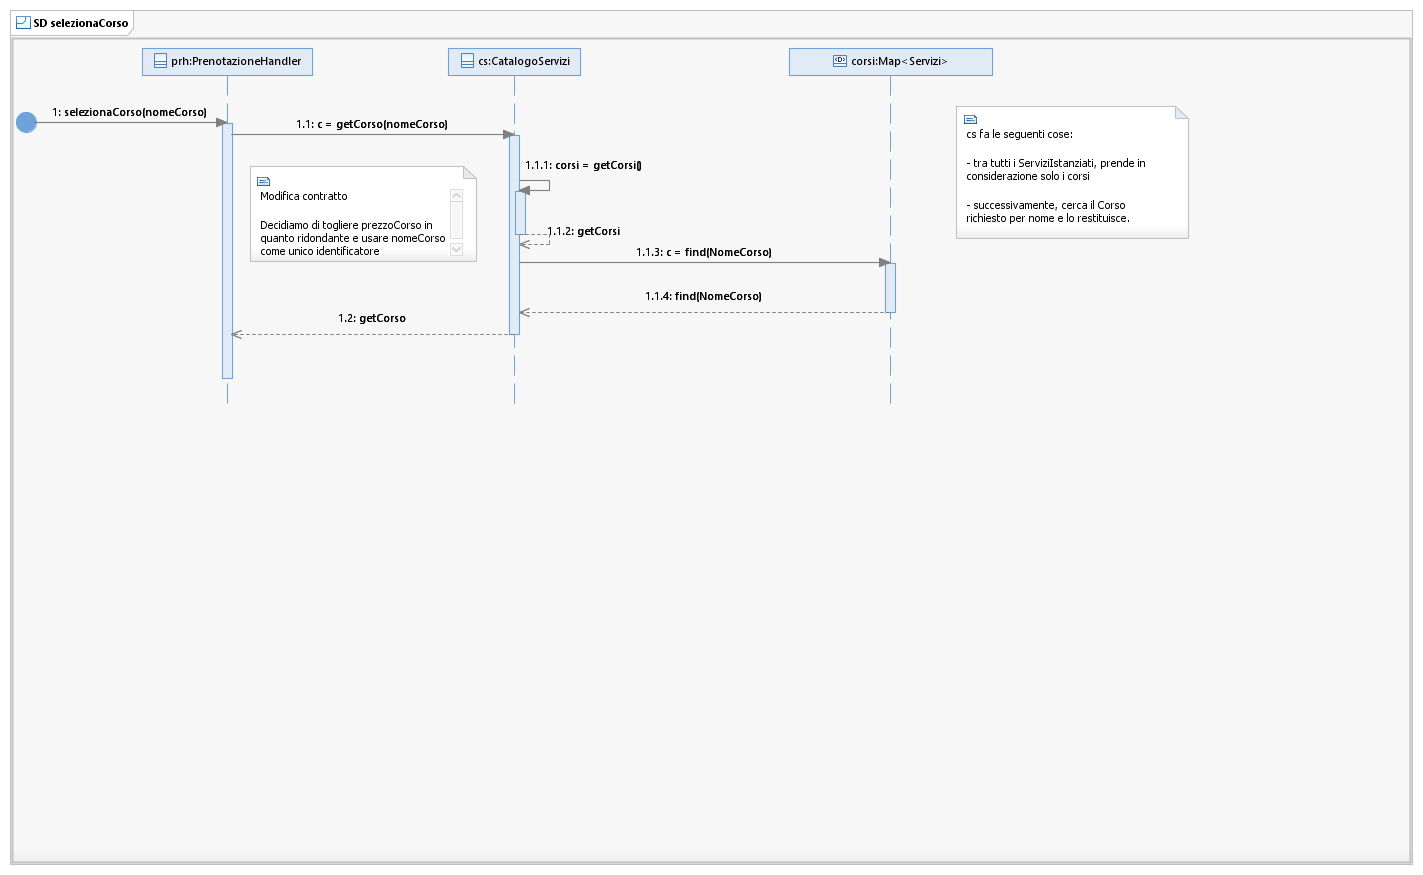 SD selezionaCorso
prh:PrenotazioneHandler
cs:CatalogoServizi
corsi:Map<Servizi>
1: selezionaCorso(nomeCorso)
1.1: c = getCorso(nomeCorso)
cs fa le seguenti cose:
- tra tutti i ServiziIstanziati, prende in
considerazione solo i corsi
- successivamente, cerca il Corso
richiesto per nome e lo restituisce.
1.1.1: corsi = getCorsi()
Modifica contratto
Decidiamo di togliere prezzoCorso in
quanto ridondante e usare nomeCorso
come unico identificatore
1.1.2: getCorsi
1.1.3: c = find(NomeCorso)
1.1.4: find(NomeCorso)
1.2: getCorso